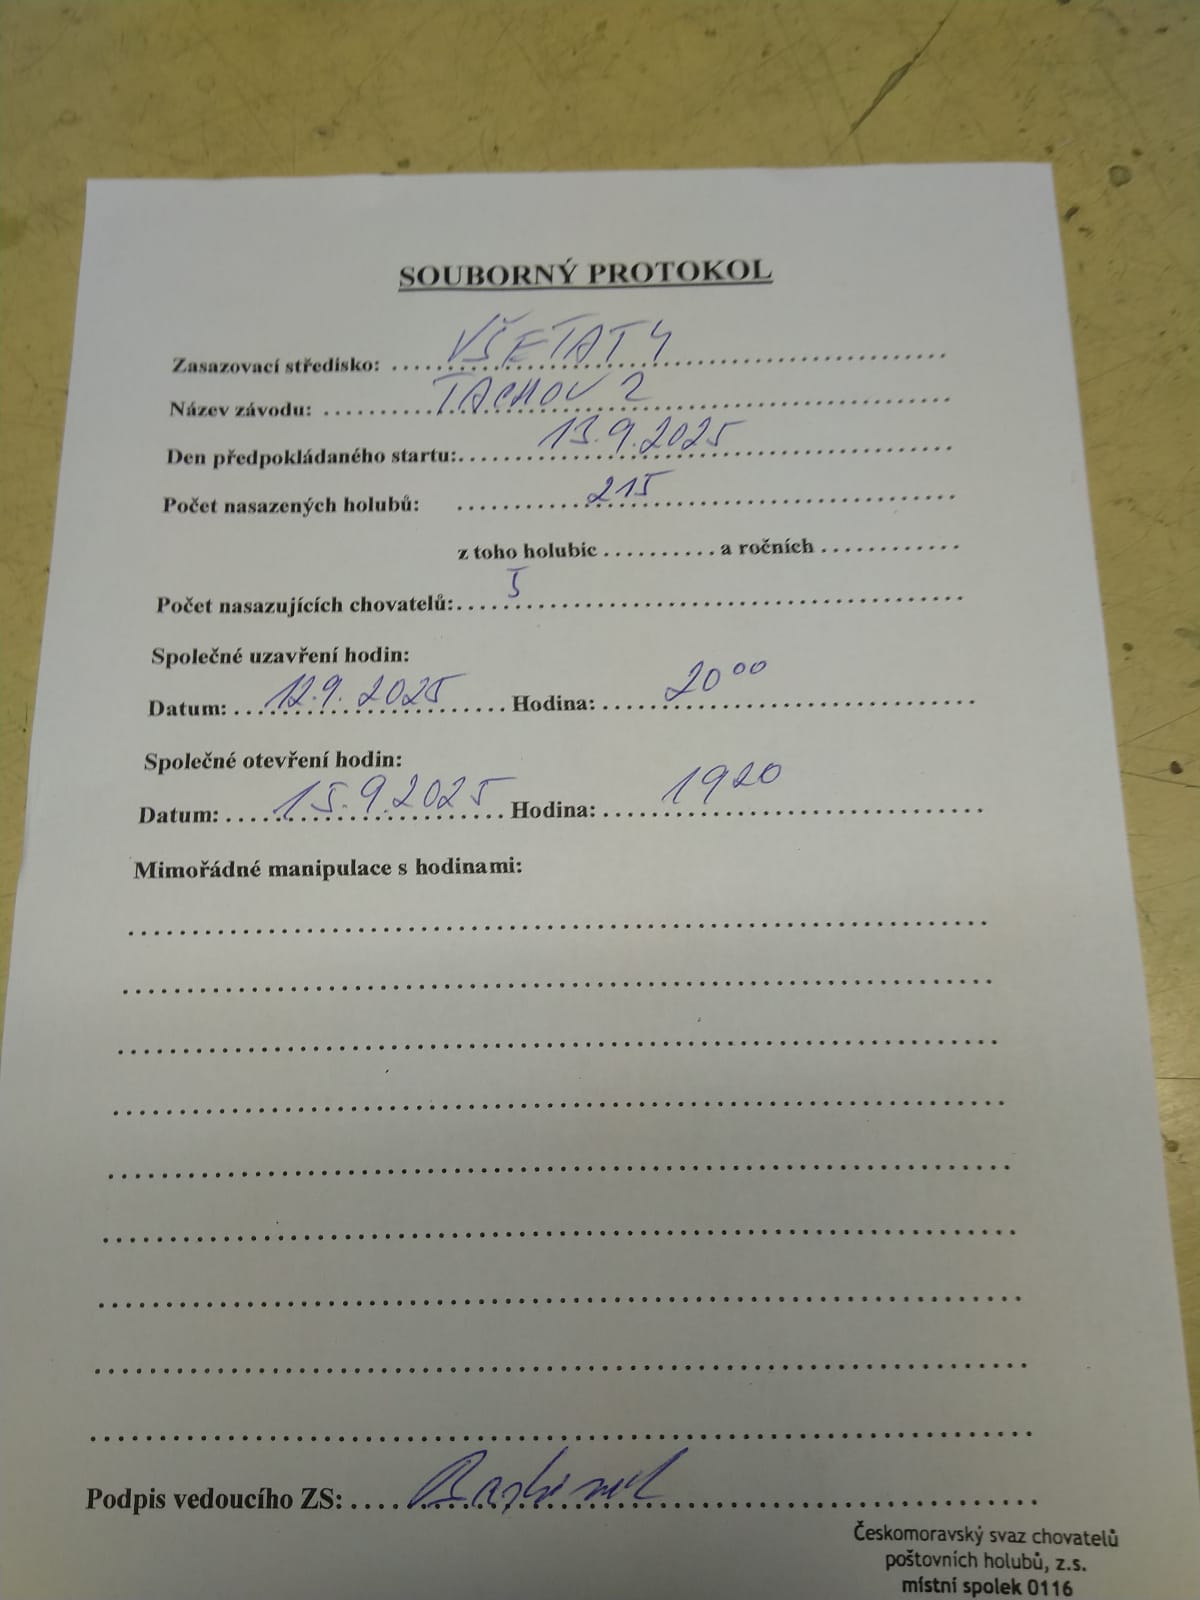 SOUBORNÝ PROTOKOL
Zasazovací středisko: VŠETATY
Název závodu: TACHOV 2
Den předpokládaného startu: 13.9.2025
Počet nasazených holubů: 215
z toho holubic .......... a ročních ............
Počet nasazujících chovatelů: 5
Společné uzavření hodin:
Datum: 12.9.2025 Hodina: 20 00
Společné otevření hodin:
Datum: 15.9.2025 Hodina: 1920
Mimořádné manipulace s hodinami:
Podpis vedoucího ZS:
Českomoravský svaz chovatelů
poštovních holubů, z.s.
místní spolek 0116